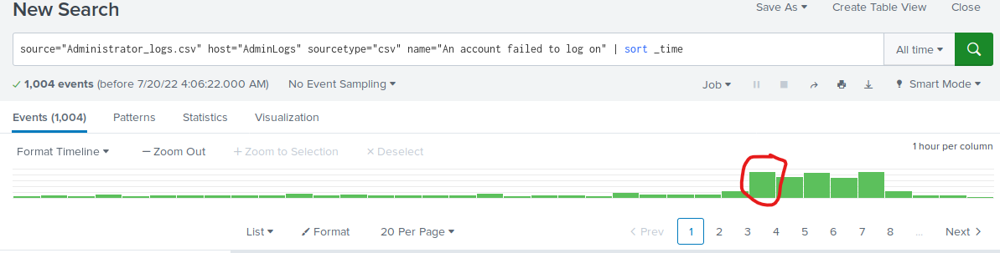 New Search
Save As ▾ Create Table View Close
source="Administrator_logs.csv" host="AdminLogs" sourcetype="csv" name="An account failed to log on" | sort _time
All time ▾
✓ 1,004 events (before 7/20/22 4:06:22.000 AM) No Event Sampling ▾
Job ▾ Smart Mode ▾
Events (1,004) Patterns Statistics Visualization
Format Timeline ▾ — Zoom Out + Zoom to Selection × Deselect
1 hour per column
List ▾ Format 20 Per Page ▾
< Prev 1 2 3 4 5 6 7 8 ... Next >